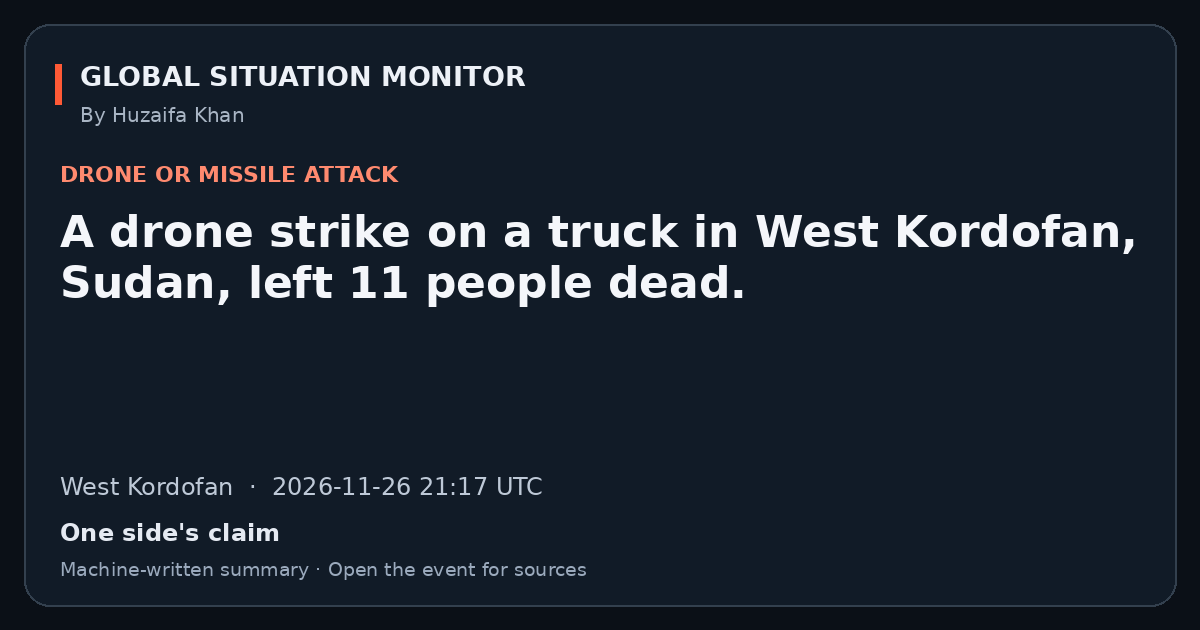 GLOBAL SITUATION MONITOR
By Huzaifa Khan
DRONE OR MISSILE ATTACK
A drone strike on a truck in West Kordofan,
Sudan, left 11 people dead.
West Kordofan · 2026-11-26 21:17 UTC
One side's claim
Machine-written summary · Open the event for sources